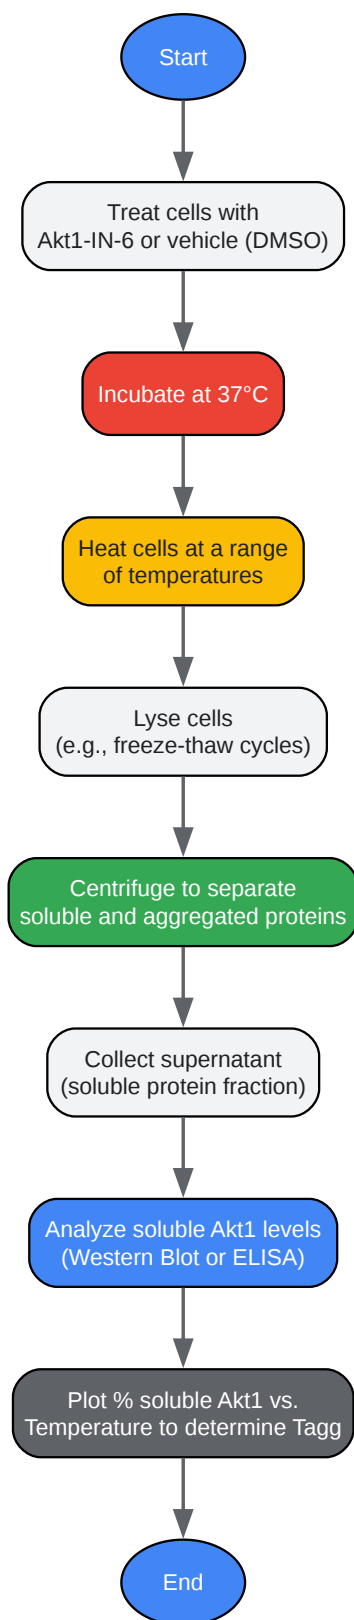 Start
Treat cells with
Akt1-IN-6 or vehicle (DMSO)
Incubate at 37°C
Heat cells at a range
of temperatures
Lyse cells
(e.g., freeze-thaw cycles)
Centrifuge to separate
soluble and aggregated proteins
Collect supernatant
(soluble protein fraction)
Analyze soluble Akt1 levels
(Western Blot or ELISA)
Plot % soluble Akt1 vs.
Temperature to determine Tagg
End